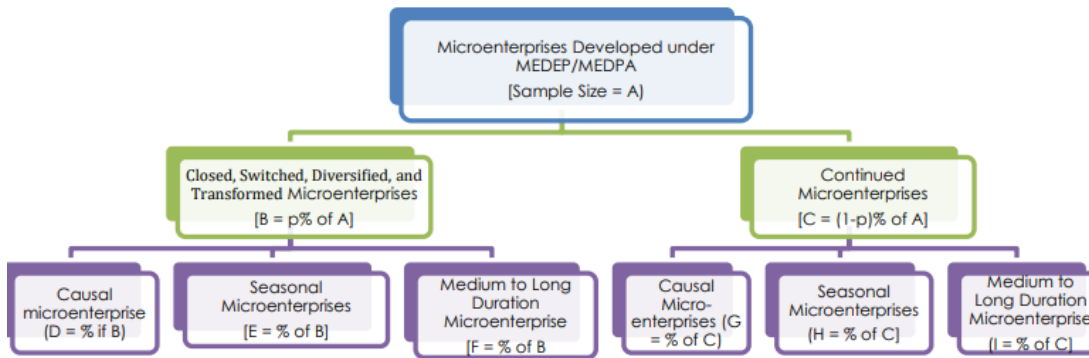 Microenterprises Developed under
MEDEP/MEDPA
[Sample Size = A)
Closed, Switched, Diversified, and
Transformed Microenterprises
[B = p% of A]
Continued
Microenterprises
[C = (1-p)% of A]
Causal
microenterprise
(D = % if B)
Seasonal
Microenterprises
[E = % of B]
Medium to Long
Duration
Microenterprise
[F = % of B
Causal
Micro-
enterprises (G
= % of C)
Seasonal
Microenterprises
(H = % of C]
Medium to
Long Duration
Microenterprise
(I = % of C]